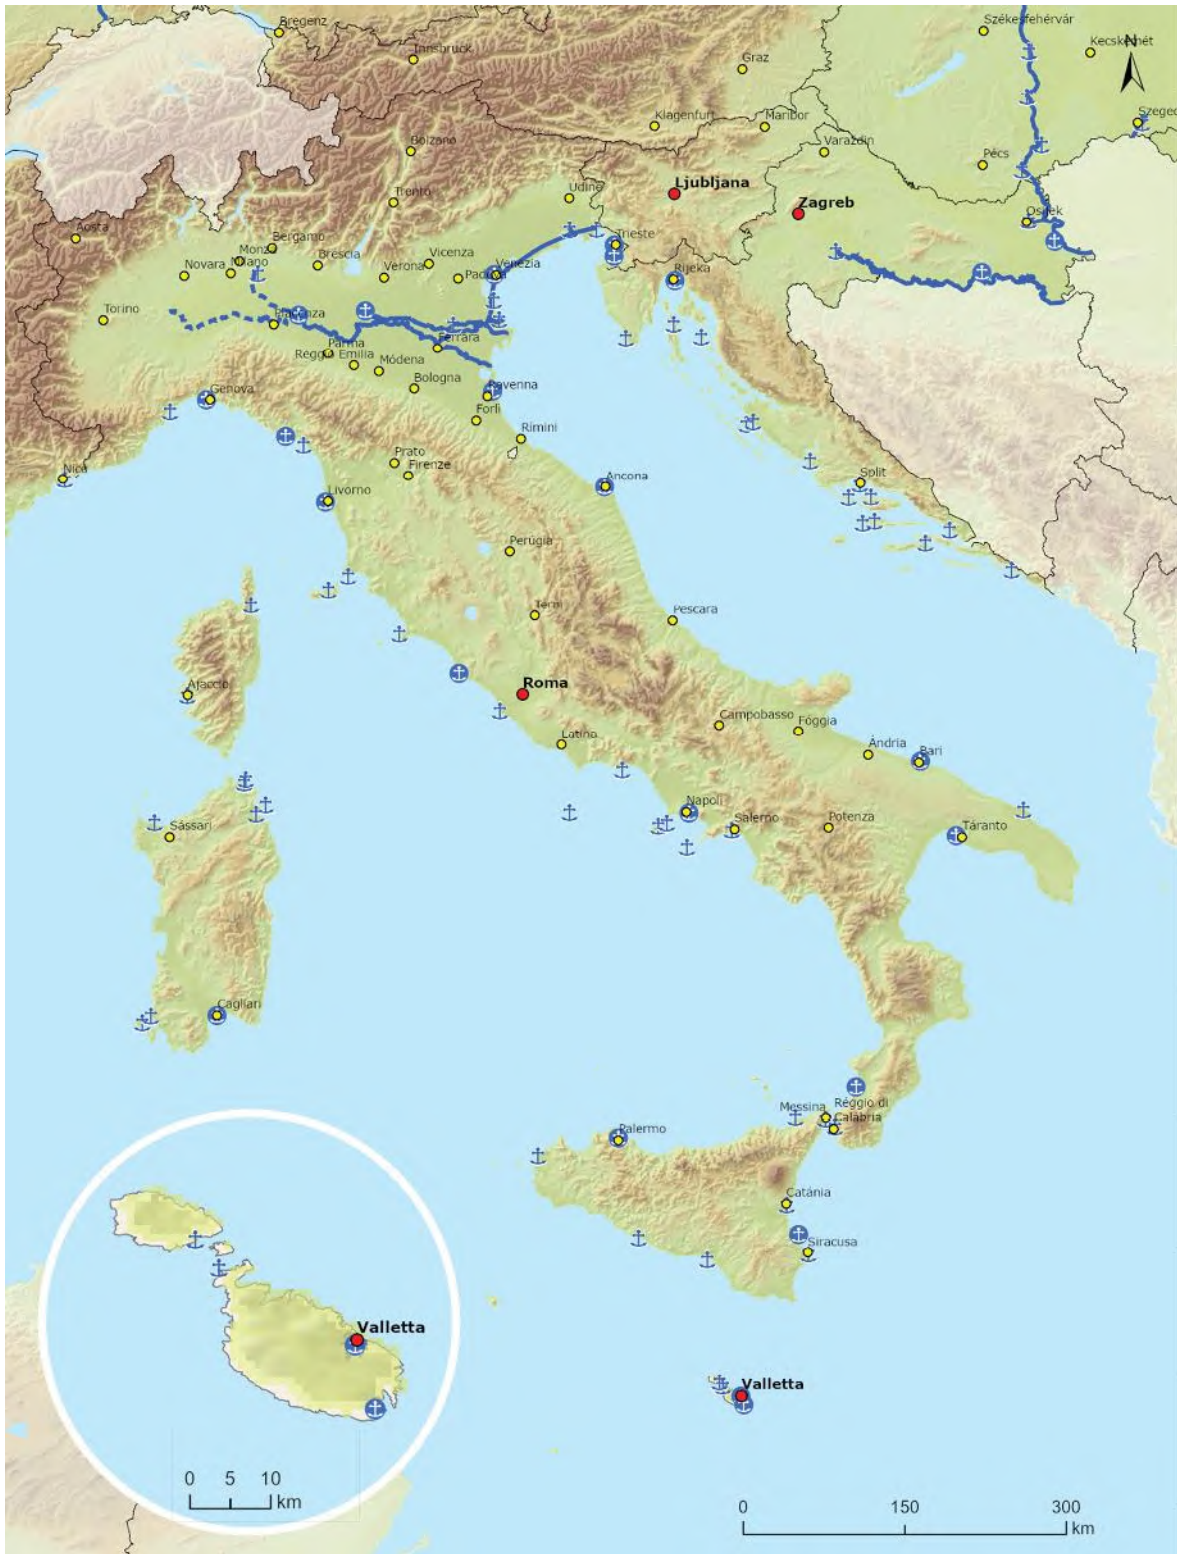 Bregenz
Székesfehérvár
Innsbruck
Kecskemét
N
Graz
Klagenfurt
Maribor
Szeged
Bolzano
Varaždin
Pécs
Trento
Udine
Ljubljana
Zagreb
Osijek
Aosta
Trieste
Monza
Bergamo
Brescia
Vicenza
Novara
Milano
Verona
Padova
Venezia
Rijeka
Torino
Piacenza
Parma
Ferrara
Reggio Emilia
Módena
Bologna
Ravenna
Genova
Forlì
Rimini
Prato
Firenze
Nice
Split
Ancona
Livorno
Perúgia
Terni
Pescara
Ajaccio
Roma
Campobasso
Fóggia
Latina
Ándria
Bari
Napoli
Salerno
Potenza
Sássari
Táranto
Cagliari
Messina
Réggio di
Calábria
Palermo
Catánia
Siracusa
Valletta
Valletta
0 5 10
km
0 150 300
km